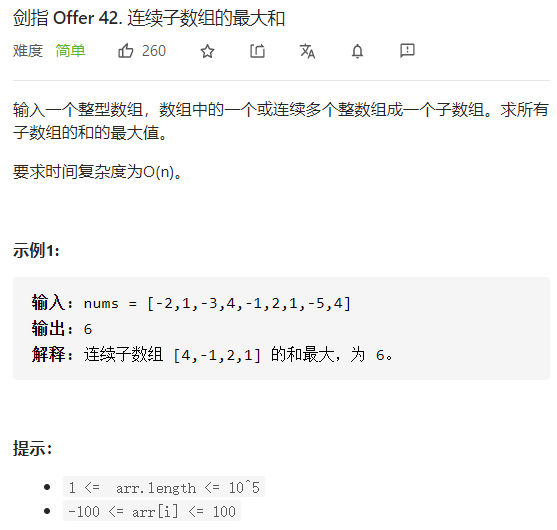 剑指 Offer 42. 连续子数组的最大和
难度 简单 260
输入一个整型数组，数组中的一个或连续多个整数组成一个子数组。求所有
子数组的和的最大值。
要求时间复杂度为O(n)。
示例1:
输入: nums = [-2,1,-3,4,-1,2,1,-5,4]
输出: 6
解释: 连续子数组 [4,-1,2,1] 的和最大，为 6。
提示：
1 <= arr.length <= 10^5
-100 <= arr[i] <= 100